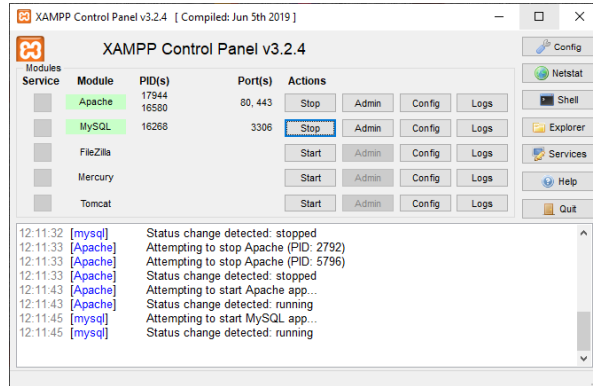 XAMPP Control Panel v3.2.4 [ Compiled: Jun 5th 2019 ]
XAMPP Control Panel v3.2.4
Config
Modules
Service Module PID(s) Port(s) Actions
Netstat
Apache 17944 16580 80, 443 Stop Admin Config Logs
Shell
MySQL 16268 3306 Stop Admin Config Logs
Explorer
FileZilla Start Admin Config Logs
Services
Mercury Start Admin Config Logs
Help
Tomcat Start Admin Config Logs
Quit
12:11:32 [mysql] Status change detected: stopped
12:11:33 [Apache] Attempting to stop Apache (PID: 2792)
12:11:33 [Apache] Attempting to stop Apache (PID: 5796)
12:11:33 [Apache] Status change detected: stopped
12:11:43 [Apache] Attempting to start Apache app...
12:11:43 [Apache] Status change detected: running
12:11:45 [mysql] Attempting to start MySQL app...
12:11:45 [mysql] Status change detected: running